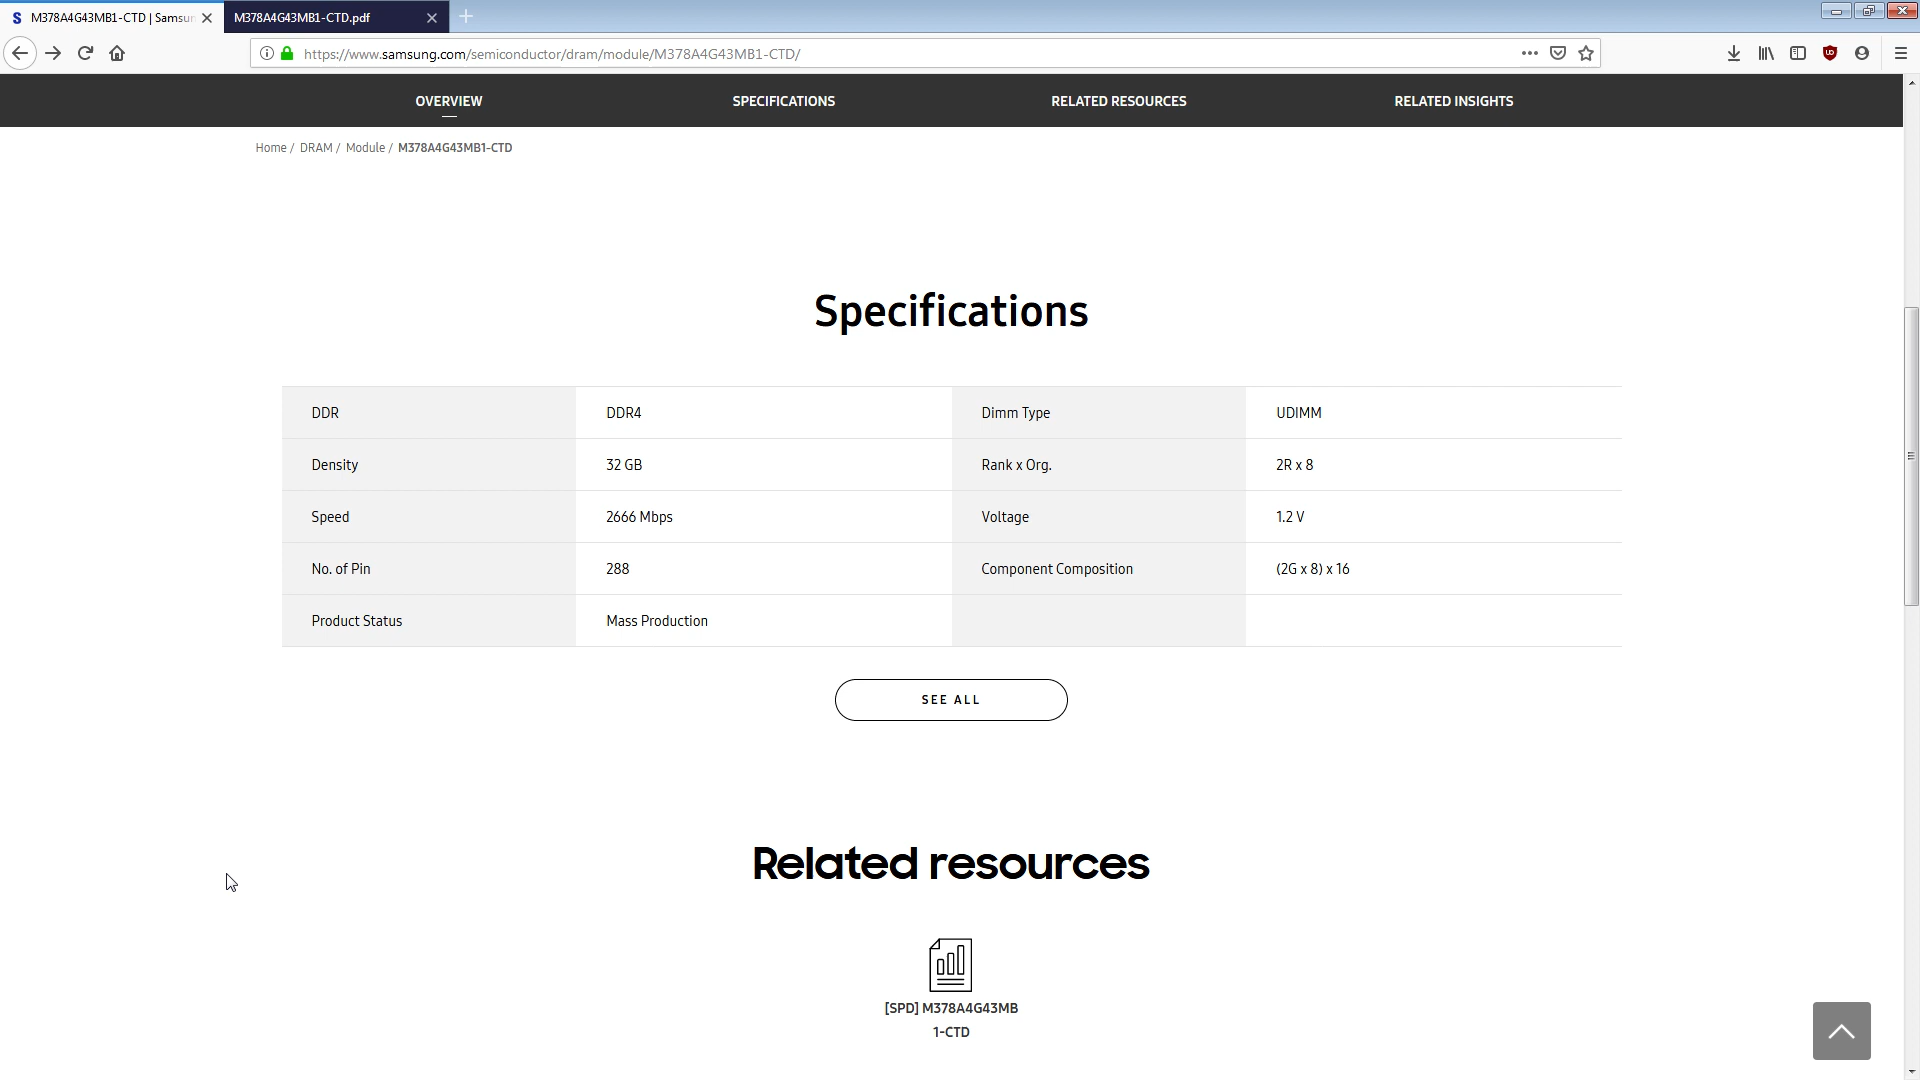 M378A4G43MB1-CTD | Samsun
M378A4G43MB1-CTD.pdf
https://www.samsung.com/semiconductor/dram/module/M378A4G43MB1-CTD/
OVERVIEW
SPECIFICATIONS
RELATED RESOURCES
RELATED INSIGHTS
Home / DRAM / Module / M378A4G43MB1-CTD
Specifications
DDR DDR4 Dimm Type UDIMM
Density 32 GB Rank x Org. 2R x 8
Speed 2666 Mbps Voltage 1.2 V
No. of Pin 288 Component Composition (2G x 8) x 16
Product Status Mass Production
SEE ALL
Related resources
[SPD] M378A4G43MB
1-CTD